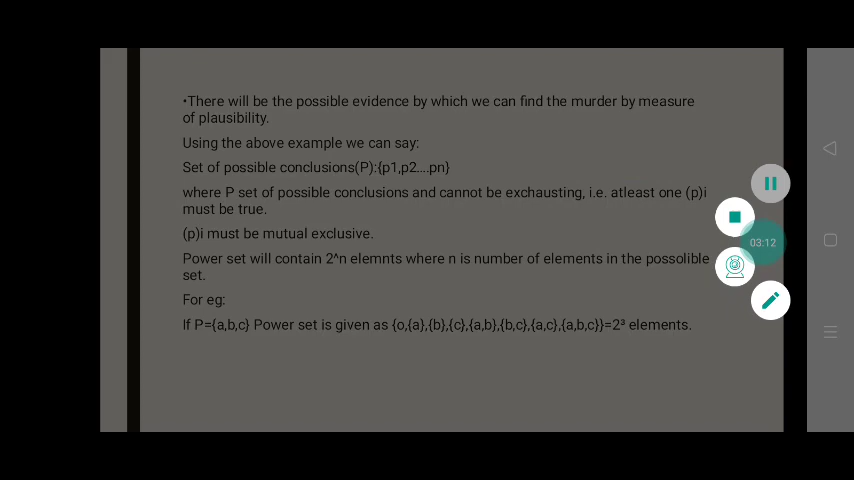 •There will be the possible evidence by which we can find the murder by measure
of plausibility.
Using the above example we can say:
Set of possible conclusions(P):{p1,p2....pn}
where P set of possible conclusions and cannot be exchausting, i.e. atleast one (p)i
must be true.
(p)i must be mutual exclusive.
Power set will contain 2^n elemnts where n is number of elements in the possolible
set.
For eg:
If P={a,b,c} Power set is given as {o,{a},{b},{c},{a,b},{b,c},{a,c},{a,b,c}}=2³ elements.
03:12